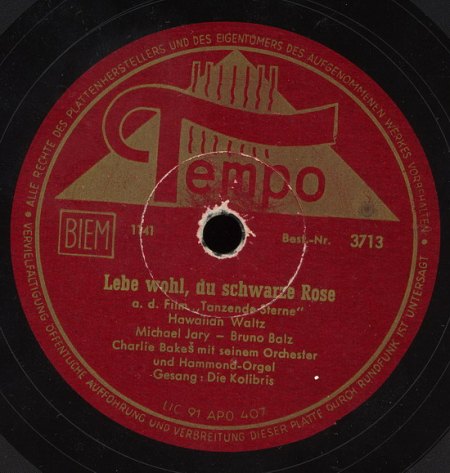 ALLE RECHTE DES PLATTENHERSTELLERS UND DES EIGENTÜMERS DES AUFGENOMMENEN WERKES VORBEHALTEN
Tempo
BIEM
1141
Best.-Nr. 3713
Lebe wohl, du schwarze Rose
a. d. Film „Tanzende Sterne“
Hawaiian Waltz
Michael Jary – Bruno Balz
Charlie Bakes mit seinem Orchester
und Hammond-Orgel
Gesang: Die Kolibris
LIC 91 APO 407
VERVIELFÄLTIGUNG ÖFFENTLICHE AUFFÜHRUNG UND VERBREITUNG DIESER PLATTE DURCH RUNDFUNK IST UNTERSAGT